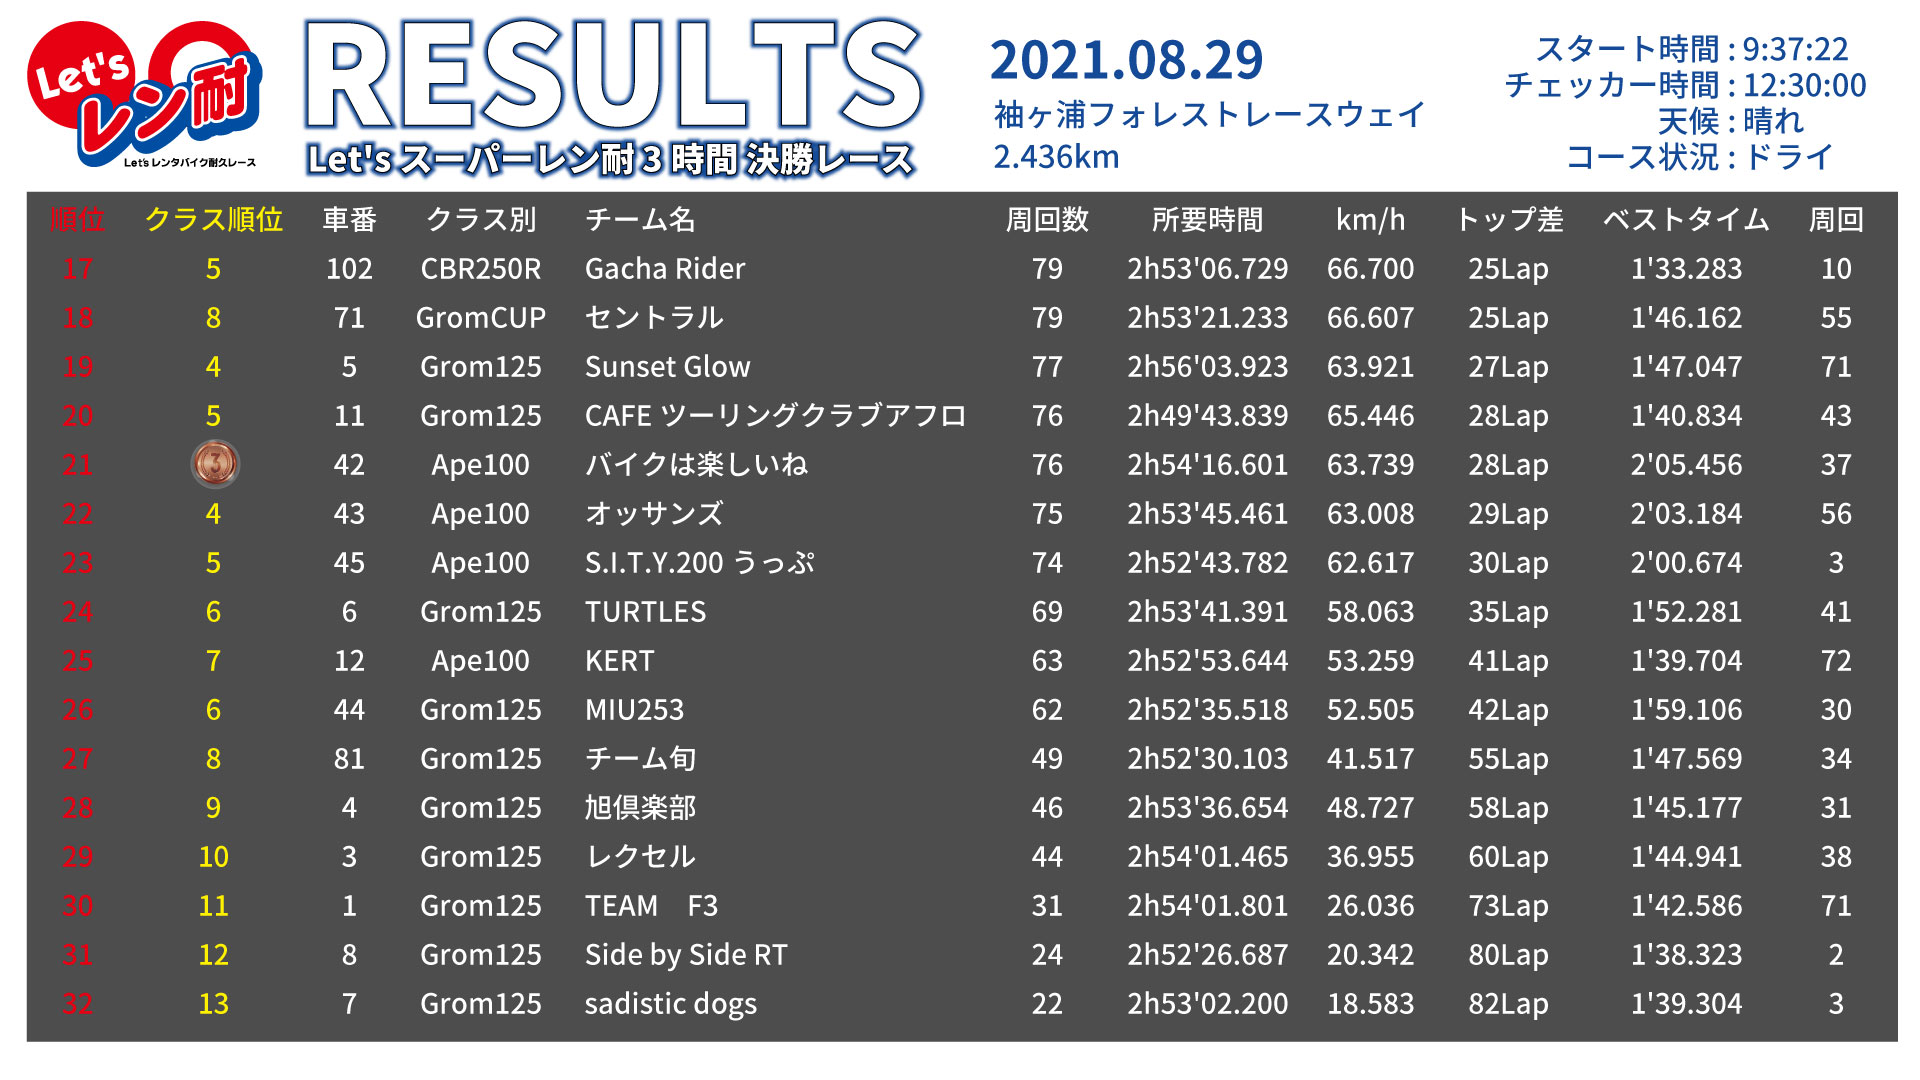 Let's
レン耐
Let's レンタバイク耐久レース
RESULTS
Let's スーパーレン耐 3 時間 決勝レース
2021.08.29
袖ヶ浦フォレストレースウェイ
2.436km
スタート時間 : 9:37:22
チェッカー時間 : 12:30:00
天候 : 晴れ
コース状況 : ドライ
順位 クラス順位 車番 クラス別 チーム名 周回数 所要時間 km/h トップ差 ベストタイム 周回
17 5 102 CBR250R Gacha Rider 79 2h53'06.729 66.700 25Lap 1'33.283 10
18 8 71 GromCUP セントラル 79 2h53'21.233 66.607 25Lap 1'46.162 55
19 4 5 Grom125 Sunset Glow 77 2h56'03.923 63.921 27Lap 1'47.047 71
20 5 11 Grom125 CAFE ツーリングクラブアフロ 76 2h49'43.839 65.446 28Lap 1'40.834 43
21 3 42 Ape100 バイクは楽しいね 76 2h54'16.601 63.739 28Lap 2'05.456 37
22 4 43 Ape100 オッサンズ 75 2h53'45.461 63.008 29Lap 2'03.184 56
23 5 45 Ape100 S.I.T.Y.200 うっぷ 74 2h52'43.782 62.617 30Lap 2'00.674 3
24 6 6 Grom125 TURTLES 69 2h53'41.391 58.063 35Lap 1'52.281 41
25 7 12 Ape100 KERT 63 2h52'53.644 53.259 41Lap 1'39.704 72
26 6 44 Grom125 MIU253 62 2h52'35.518 52.505 42Lap 1'59.106 30
27 8 81 Grom125 チーム旬 49 2h52'30.103 41.517 55Lap 1'47.569 34
28 9 4 Grom125 旭倶楽部 46 2h53'36.654 48.727 58Lap 1'45.177 31
29 10 3 Grom125 レクセル 44 2h54'01.465 36.955 60Lap 1'44.941 38
30 11 1 Grom125 TEAM　F3 31 2h54'01.801 26.036 73Lap 1'42.586 71
31 12 8 Grom125 Side by Side RT 24 2h52'26.687 20.342 80Lap 1'38.323 2
32 13 7 Grom125 sadistic dogs 22 2h53'02.200 18.583 82Lap 1'39.304 3